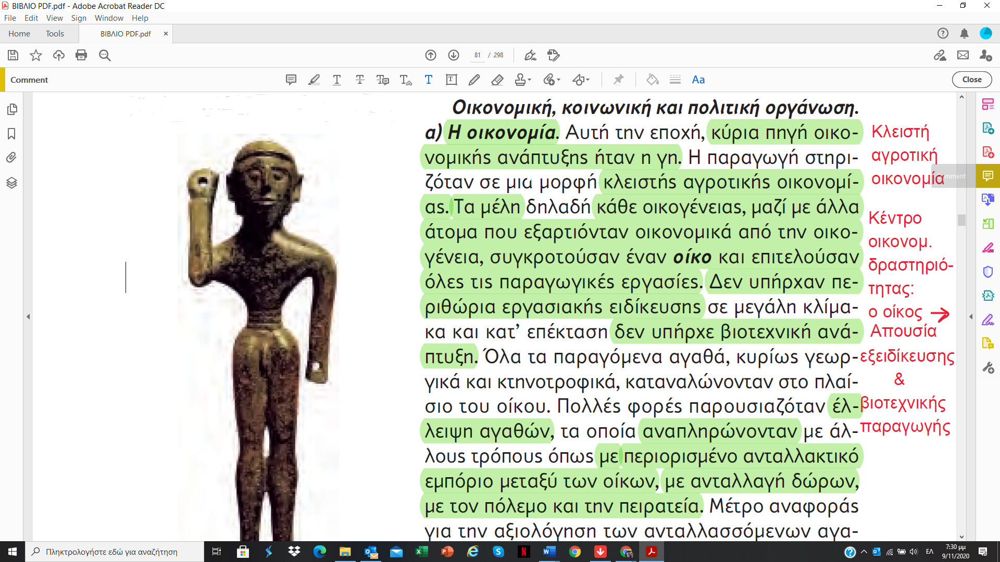 ΒΙΒΛΙΟ PDF.pdf - Adobe Acrobat Reader DC
File Edit View Sign Window Help
Home Tools ΒΙΒΛΙΟ PDF.pdf
81 / 298
Comment
Aa
Close
Οικονομική, κοινωνική και πολιτική οργάνωση.
α) Η οικονομία. Αυτή την εποχή, κύρια πηγή οικο-
νομικής ανάπτυξης ήταν η γη. Η παραγωγή στηρι-
ζόταν σε μια μορφή κλειστής αγροτικής οικονομί-
ας. Τα μέλη δηλαδή κάθε οικογένειας, μαζί με άλλα
άτομα που εξαρτιόνταν οικονομικά από την οικο-
γένεια, συγκροτούσαν έναν οίκο και επιτελούσαν
όλες τις παραγωγικές εργασίες. Δεν υπήρχαν πε-
ριθώρια εργασιακής ειδίκευσης σε μεγάλη κλίμα-
κα και κατ’ επέκταση δεν υπήρχε βιοτεχνική ανά-
πτυξη. Όλα τα παραγόμενα αγαθά, κυρίως γεωρ-
γικά και κτηνοτροφικά, καταναλώνονταν στο πλαί-
σιο του οίκου. Πολλές φορές παρουσιαζόταν έλ-
λειψη αγαθών, τα οποία αναπληρώνονταν με άλ-
λους τρόπους όπως με περιορισμένο ανταλλακτικό
εμπόριο μεταξύ των οίκων, με ανταλλαγή δώρων,
με τον πόλεμο και την πειρατεία. Μέτρο αναφοράς
για την αξιολόγηση των ανταλλασσόμενων αγα-
Κλειστή
αγροτική
οικονομία
Comment
Κέντρο
οικονομ.
δραστηριό-
τητας:
ο οίκος
Απουσία
εξειδίκευσης
&
βιοτεχνικής
παραγωγής
Πληκτρολογήστε εδώ για αναζήτηση
ΕΛ
7:30 μμ
9/11/2020